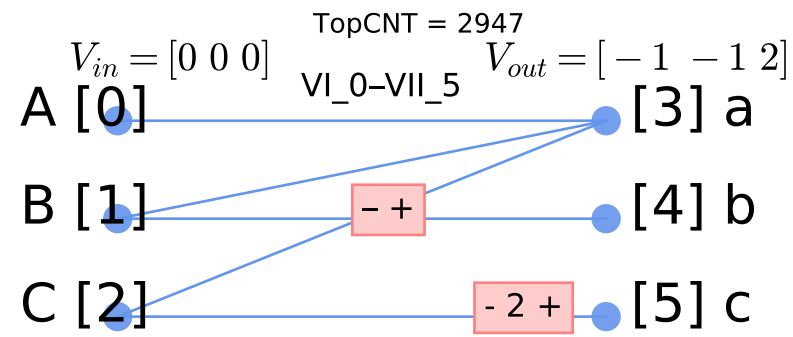 TopCNT = 2947
V_in = [0 0 0]
V_out = [ − 1 − 1 2]
VI_0–VII_5
A [0]
[3] a
B [1]
– +
[4] b
C [2]
- 2 +
[5] c